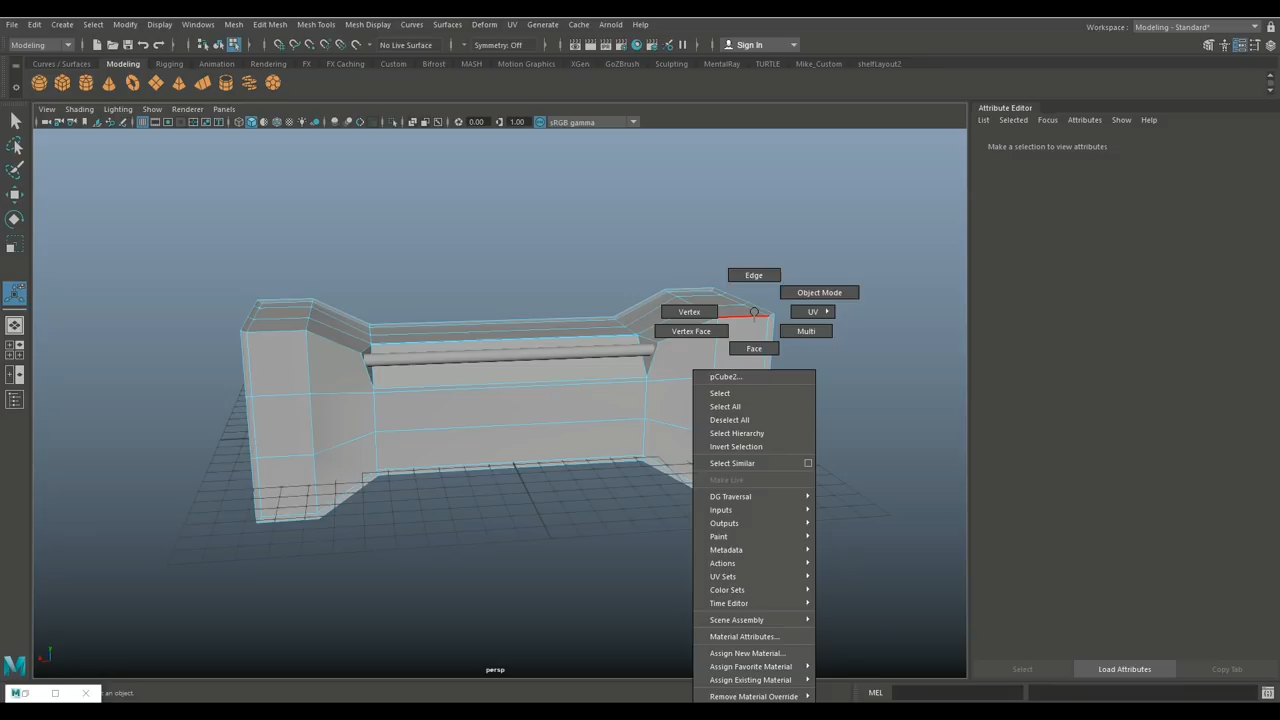 File Edit Create Select Modify Display Windows Mesh Edit Mesh Mesh Tools Mesh Display Curves Surfaces Deform UV Generate Cache Arnold Help
Workspace : Modeling - Standard*
Modeling No Live Surface Symmetry: Off Sign In
Curves / Surfaces Modeling Rigging Animation Rendering FX FX Caching Custom Bifrost MASH Motion Graphics XGen GoZBrush Sculpting MentalRay TURTLE Mike_Custom shelfLayout2
View Shading Lighting Show Renderer Panels
0.00 1.00 sRGB gamma
Attribute Editor
List Selected Focus Attributes Show Help
Make a selection to view attributes
Edge
Object Mode
Vertex UV
Vertex Face Multi
Face
pCube2...
Select
Select All
Deselect All
Select Hierarchy
Invert Selection
Select Similar
Make Live
DG Traversal
Inputs
Outputs
Paint
Metadata
Actions
UV Sets
Color Sets
Time Editor
Scene Assembly
Material Attributes...
Assign New Material...
Assign Favorite Material
Assign Existing Material
Remove Material Override
persp
Select Load Attributes Copy Tab
an object.
MEL